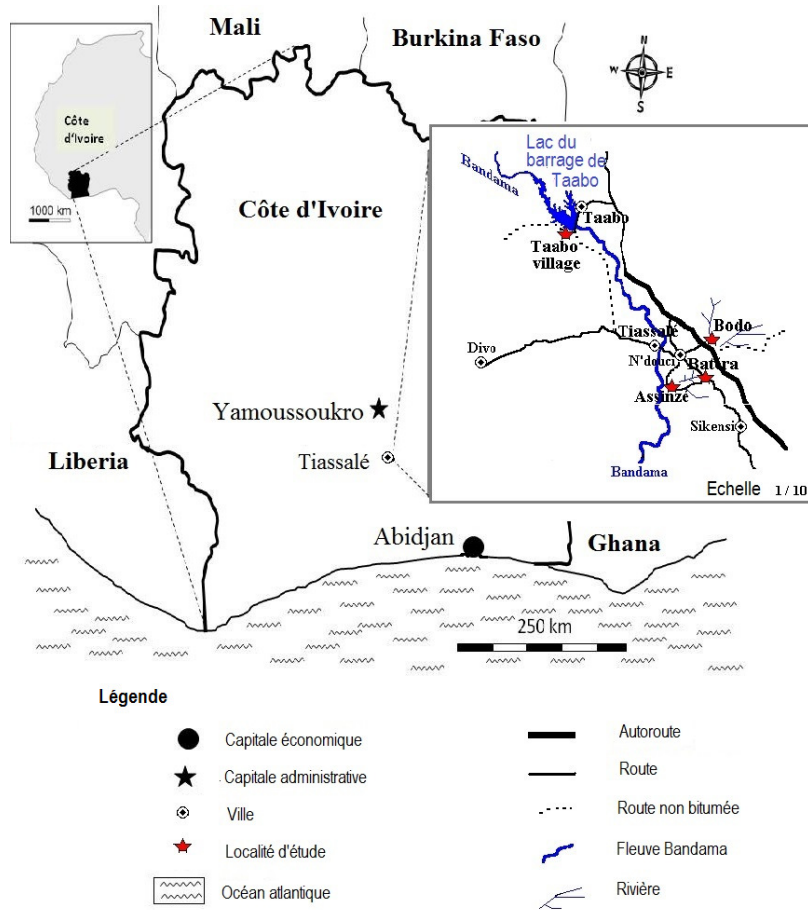 Mali
Burkina Faso
N
W E
S
Côte
d'Ivoire
1000 km
Côte d'Ivoire
Lac du
barrage de
Taabo
Bandama
Taabo
Taabo
village
Tiassalé
Bodo
Divo
N'douci
Batéra
Assinzé
Sikensi
Bandama
Echelle 1/10
Yamoussoukro
Tiassalé
Liberia
Abidjan
Ghana
250 km
Légende
Capitale économique
Capitale administrative
Ville
Localité d'étude
Océan atlantique
Autoroute
Route
Route non bitumée
Fleuve Bandama
Rivière